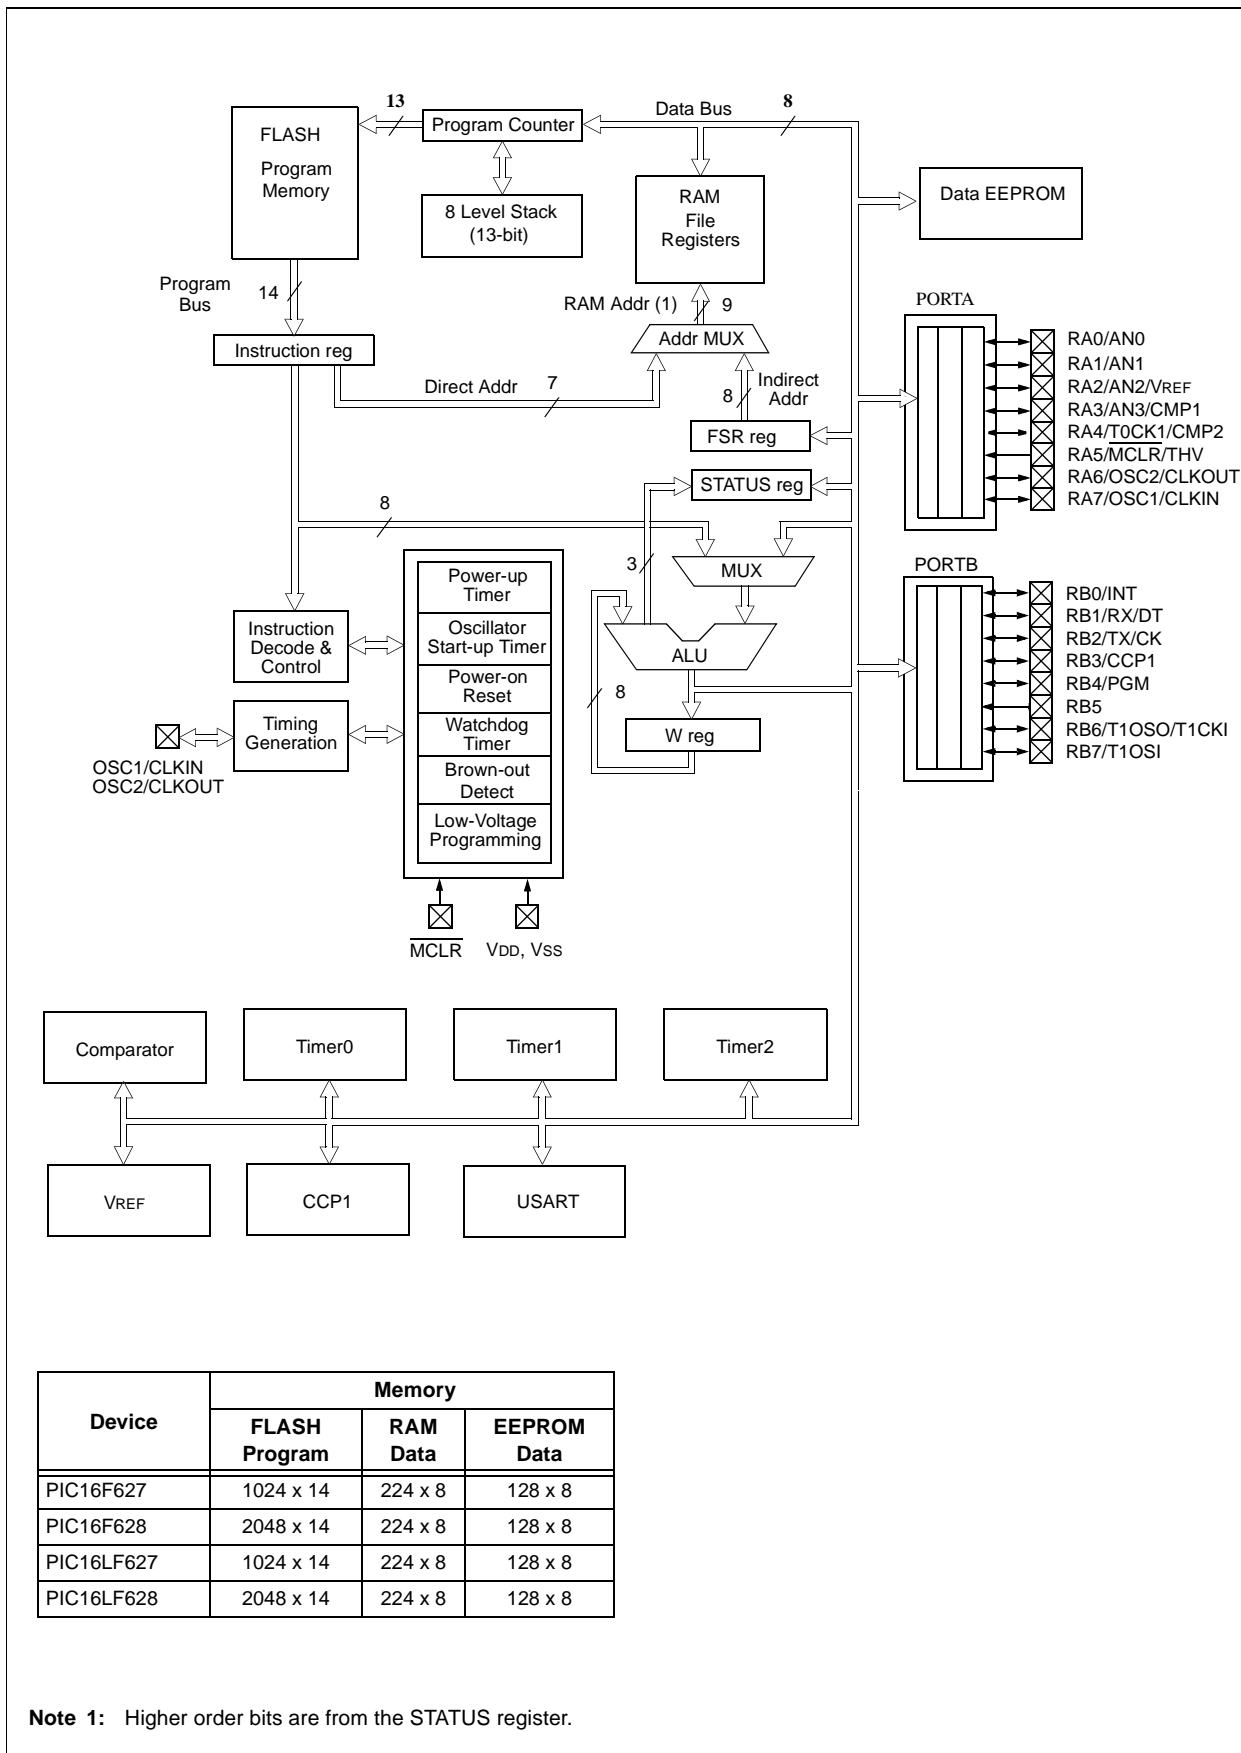 13
Data Bus
8
FLASH
Program
Memory
Program Counter
8 Level Stack
(13-bit)
RAM
File
Registers
Data EEPROM
Program
Bus
14
RAM Addr (1)
9
Addr MUX
Instruction reg
Direct Addr
7
8
Indirect
Addr
FSR reg
STATUS reg
PORTA
RA0/AN0
RA1/AN1
RA2/AN2/VREF
RA3/AN3/CMP1
RA4/T0CK1/CMP2
RA5/MCLR/THV
RA6/OSC2/CLKOUT
RA7/OSC1/CLKIN
8
3
MUX
ALU
8
W reg
PORTB
RB0/INT
RB1/RX/DT
RB2/TX/CK
RB3/CCP1
RB4/PGM
RB5
RB6/T1OSO/T1CKI
RB7/T1OSI
Instruction
Decode &
Control
Timing
Generation
OSC1/CLKIN
OSC2/CLKOUT
Power-up
Timer
Oscillator
Start-up Timer
Power-on
Reset
Watchdog
Timer
Brown-out
Detect
Low-Voltage
Programming
MCLR
VDD, VSS
Comparator
Timer0
Timer1
Timer2
VREF
CCP1
USART
Device
Memory
FLASH Program
RAM Data
EEPROM Data
PIC16F627 1024 x 14 224 x 8 128 x 8
PIC16F628 2048 x 14 224 x 8 128 x 8
PIC16LF627 1024 x 14 224 x 8 128 x 8
PIC16LF628 2048 x 14 224 x 8 128 x 8
Note 1: Higher order bits are from the STATUS register.